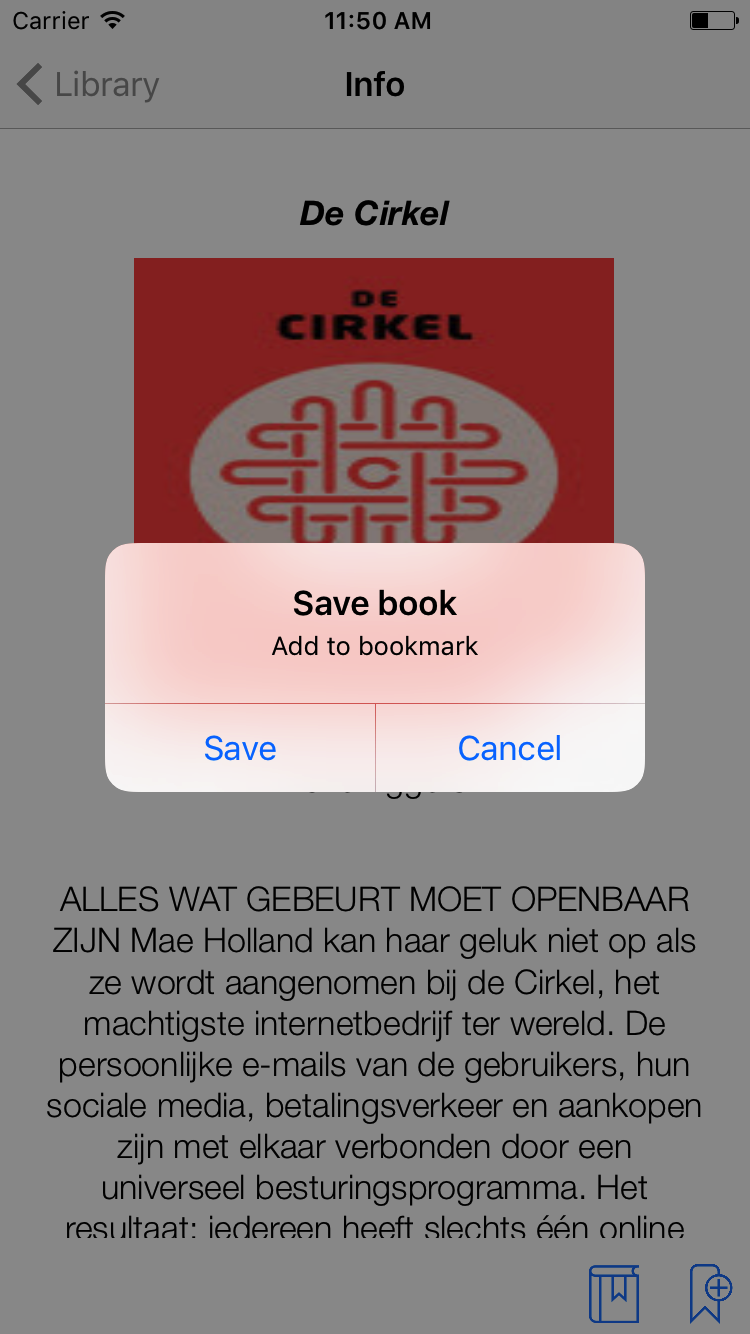 Carrier
11:50 AM
Library
Info
De Cirkel
DE
CIRKEL
C
Save book
Add to bookmark
Save
Cancel
ALLES WAT GEBEURT MOET OPENBAAR
ZIJN Mae Holland kan haar geluk niet op als
ze wordt aangenomen bij de Cirkel, het
machtigste internetbedrijf ter wereld. De
persoonlijke e-mails van de gebruikers, hun
sociale media, betalingsverkeer en aankopen
zijn met elkaar verbonden door een
universeel besturingsprogramma. Het
resultaat: iedereen heeft slechts één online